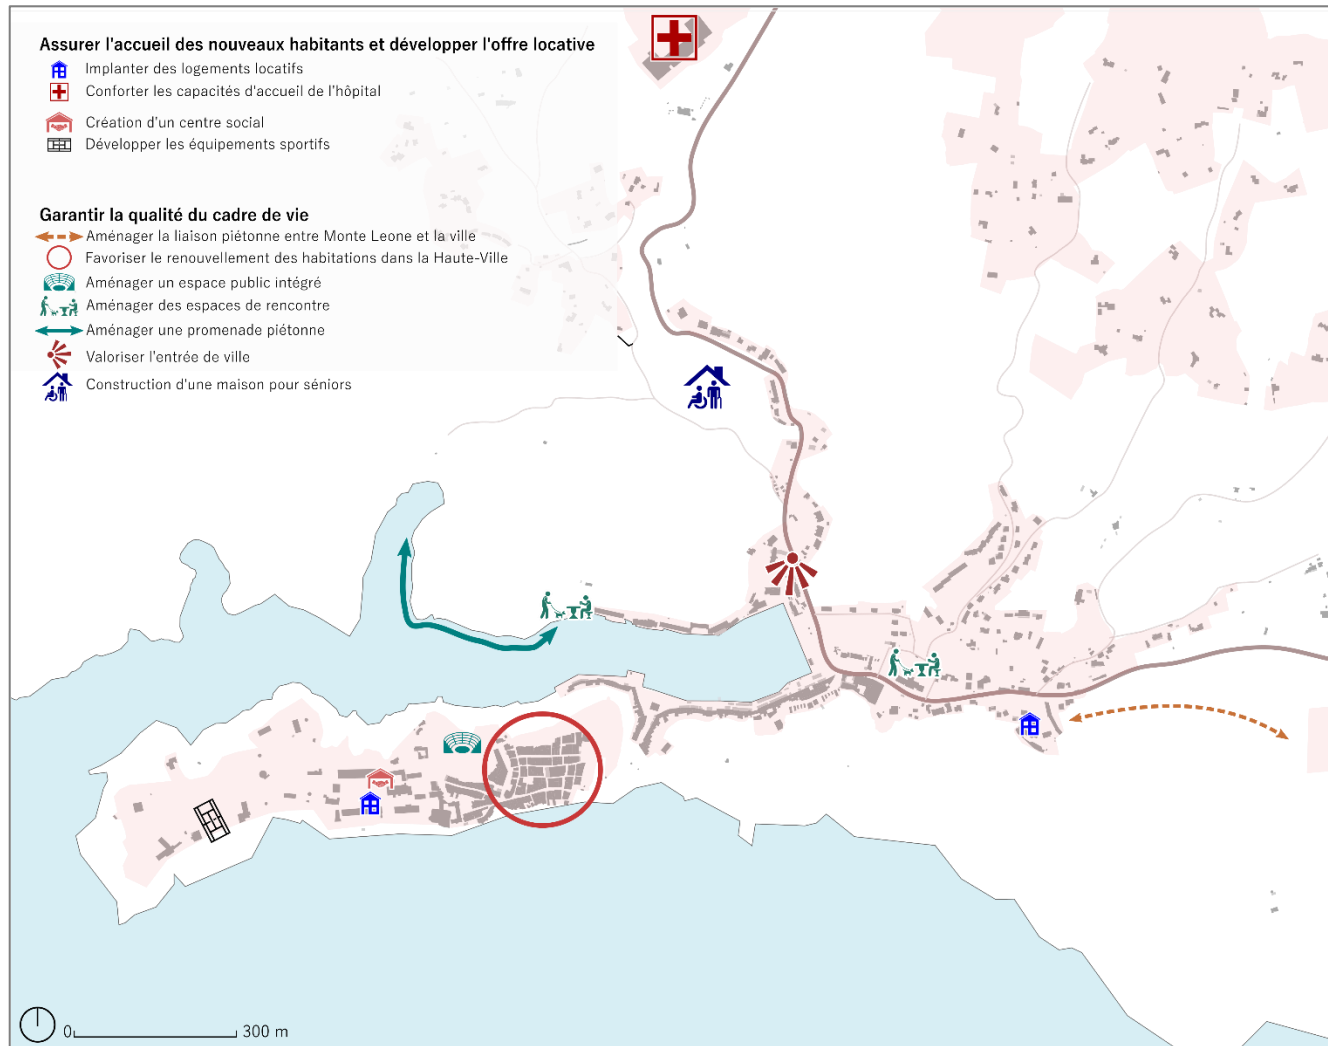 Assurer l'accueil des nouveaux habitants et développer l'offre locative
Implanter des logements locatifs
Conforter les capacités d'accueil de l'hôpital
Création d'un centre social
Développer les équipements sportifs
Garantir la qualité du cadre de vie
Aménager la liaison piétonne entre Monte Leone et la ville
Favoriser le renouvellement des habitations dans la Haute-Ville
Aménager un espace public intégré
Aménager des espaces de rencontre
Aménager une promenade piétonne
Valoriser l'entrée de ville
Construction d'une maison pour séniors
0 300 m